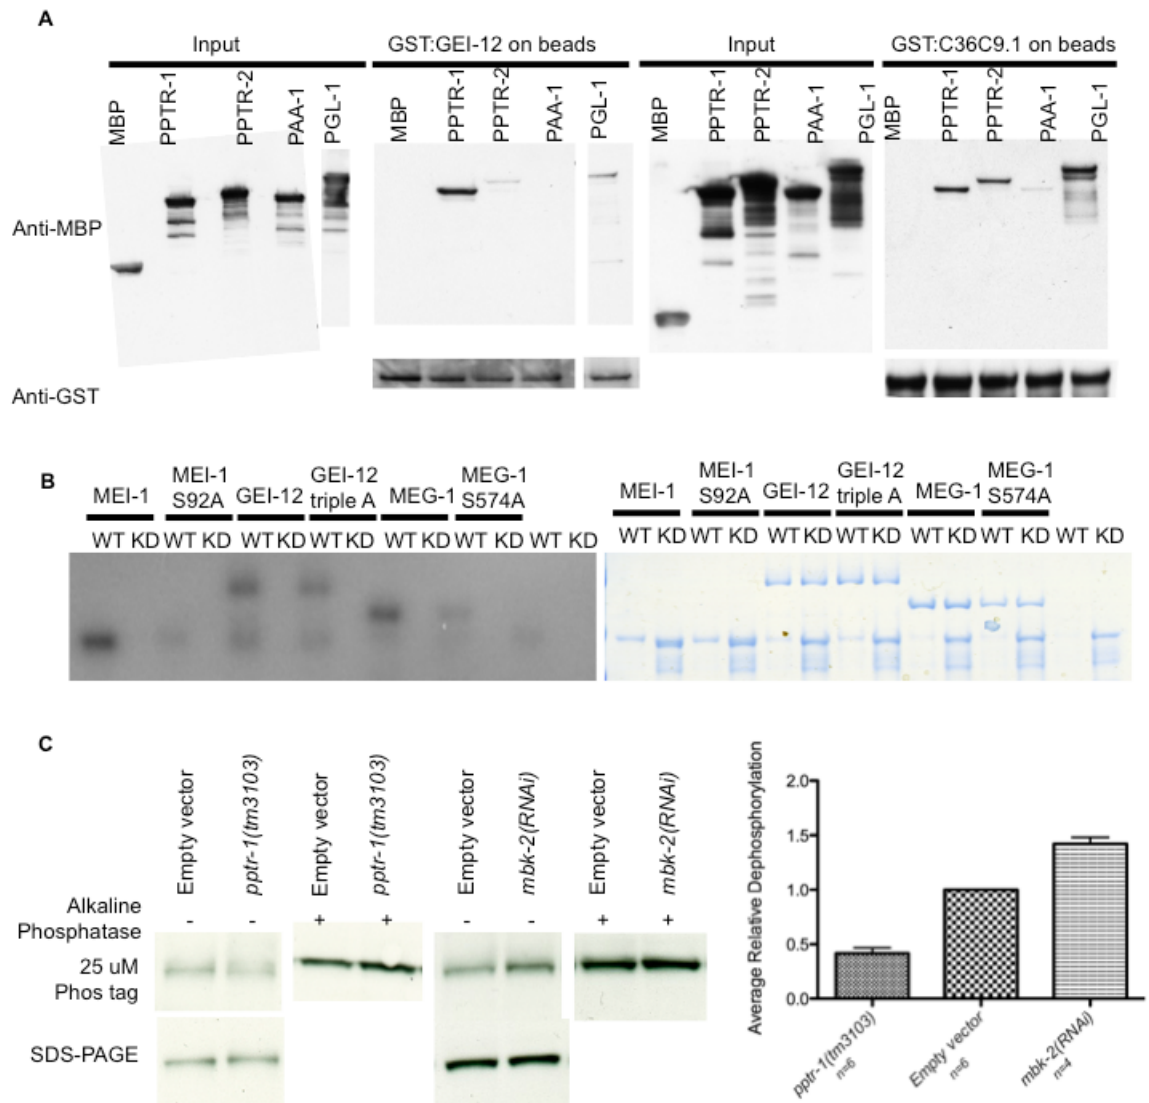 A
Input
GST:GEI-12 on beads
Input
GST:C36C9.1 on beads
MBP
PPTR-1
PPTR-2
PAA-1
PGL-1
MBP
PPTR-1
PPTR-2
PAA-1
PGL-1
MBP
PPTR-1
PPTR-2
PAA-1
PGL-1
MBP
PPTR-1
PPTR-2
PAA-1
PGL-1
Anti-MBP
Anti-GST
B
MEI-1
MEI-1
S92A
GEI-12
GEI-12
triple A
MEG-1
MEG-1
S574A
WT KD WT KD WT KD WT KD WT KD WT KD WT KD
MEI-1
MEI-1
S92A
GEI-12
GEI-12
triple A
MEG-1
MEG-1
S574A
WT KD WT KD WT KD WT KD WT KD WT KD WT KD
C
Empty vector
pptr-1(tm3103)
Empty vector
pptr-1(tm3103)
Empty vector
mbk-2(RNAi)
Empty vector
mbk-2(RNAi)
Alkaline
Phosphatase
- - + + - - + +
25 uM
Phos tag
SDS-PAGE
Average Relative Dephosphorylation
2.0
1.5
1.0
0.5
0.0
pptr-1(tm3103)
n=6
Empty vector
n=6
mbk-2(RNAi)
n=4